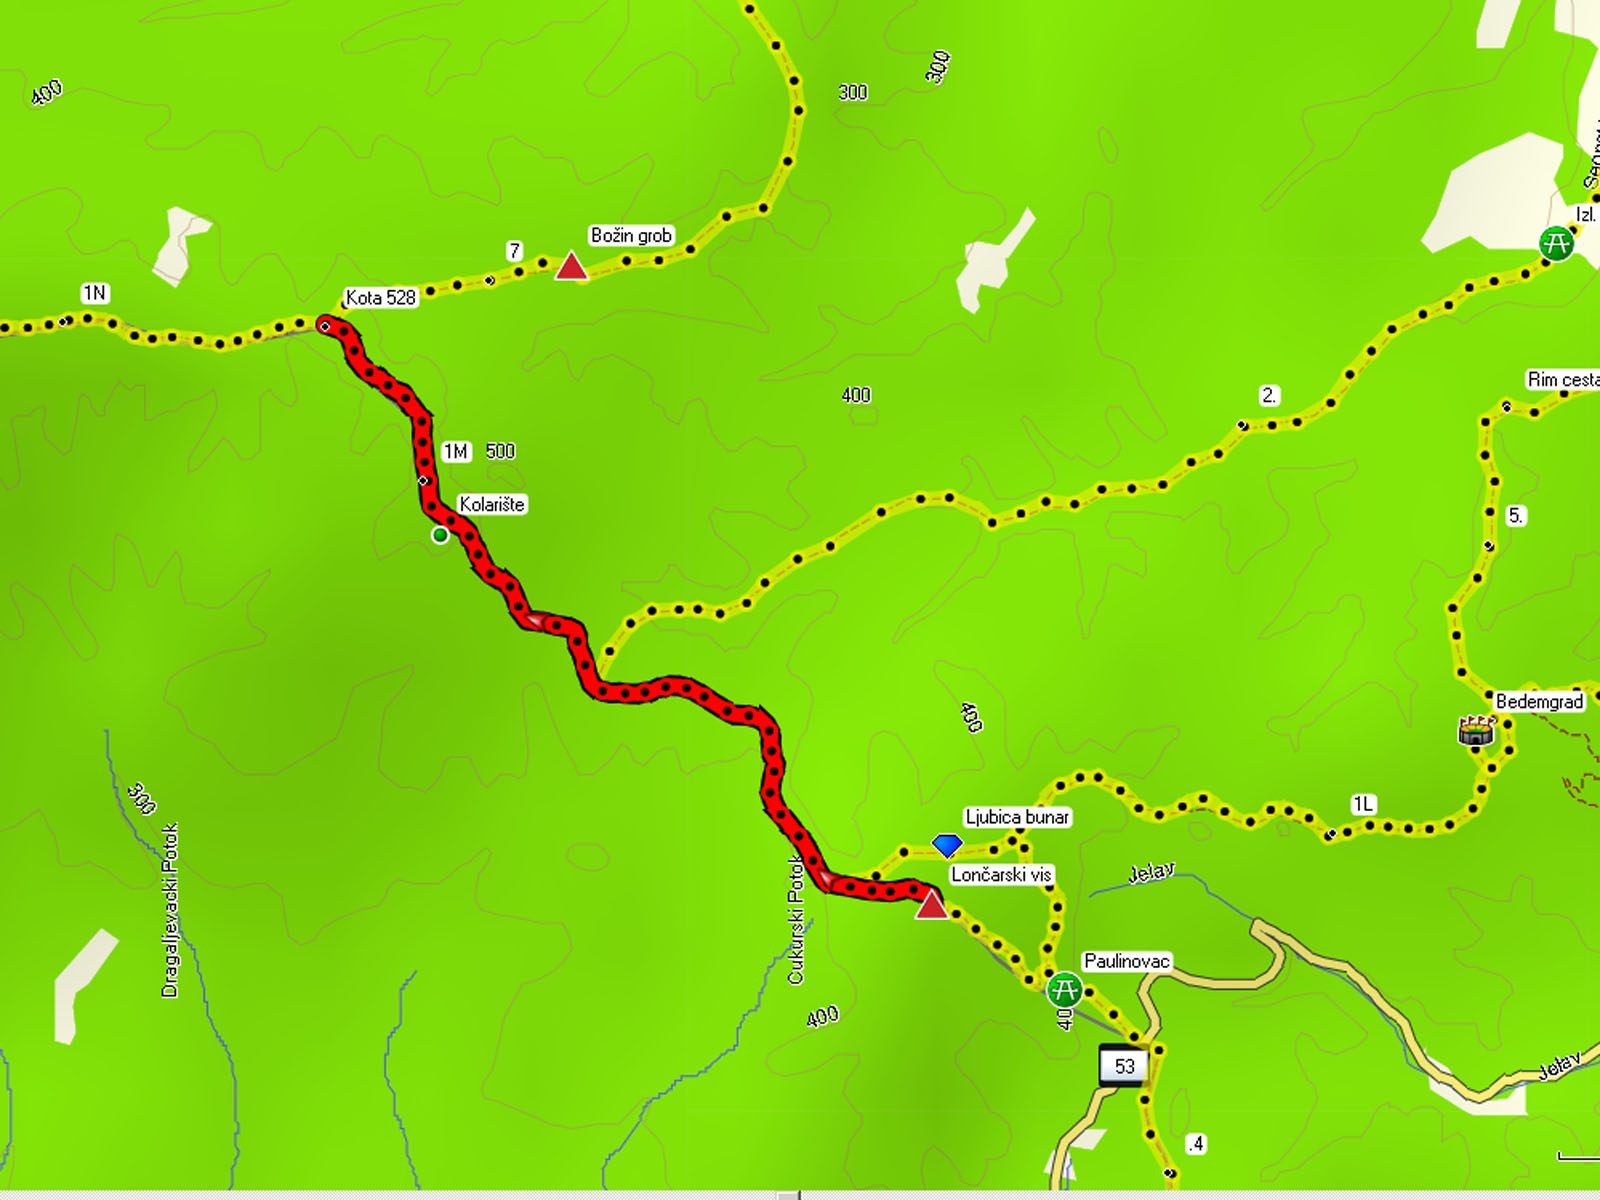 300
400
300
Izl.
Božin grob
7
1N
Kota 528
Rim cesta
400
2.
1M
500
Kolarište
5.
Bedemgrad
400
300
1L
Ljubica bunar
Jelav
Lončarski vis
Dragaljevacki Potok
Cukurski Potok
Paulinovac
400
40
53
Jelav
.4